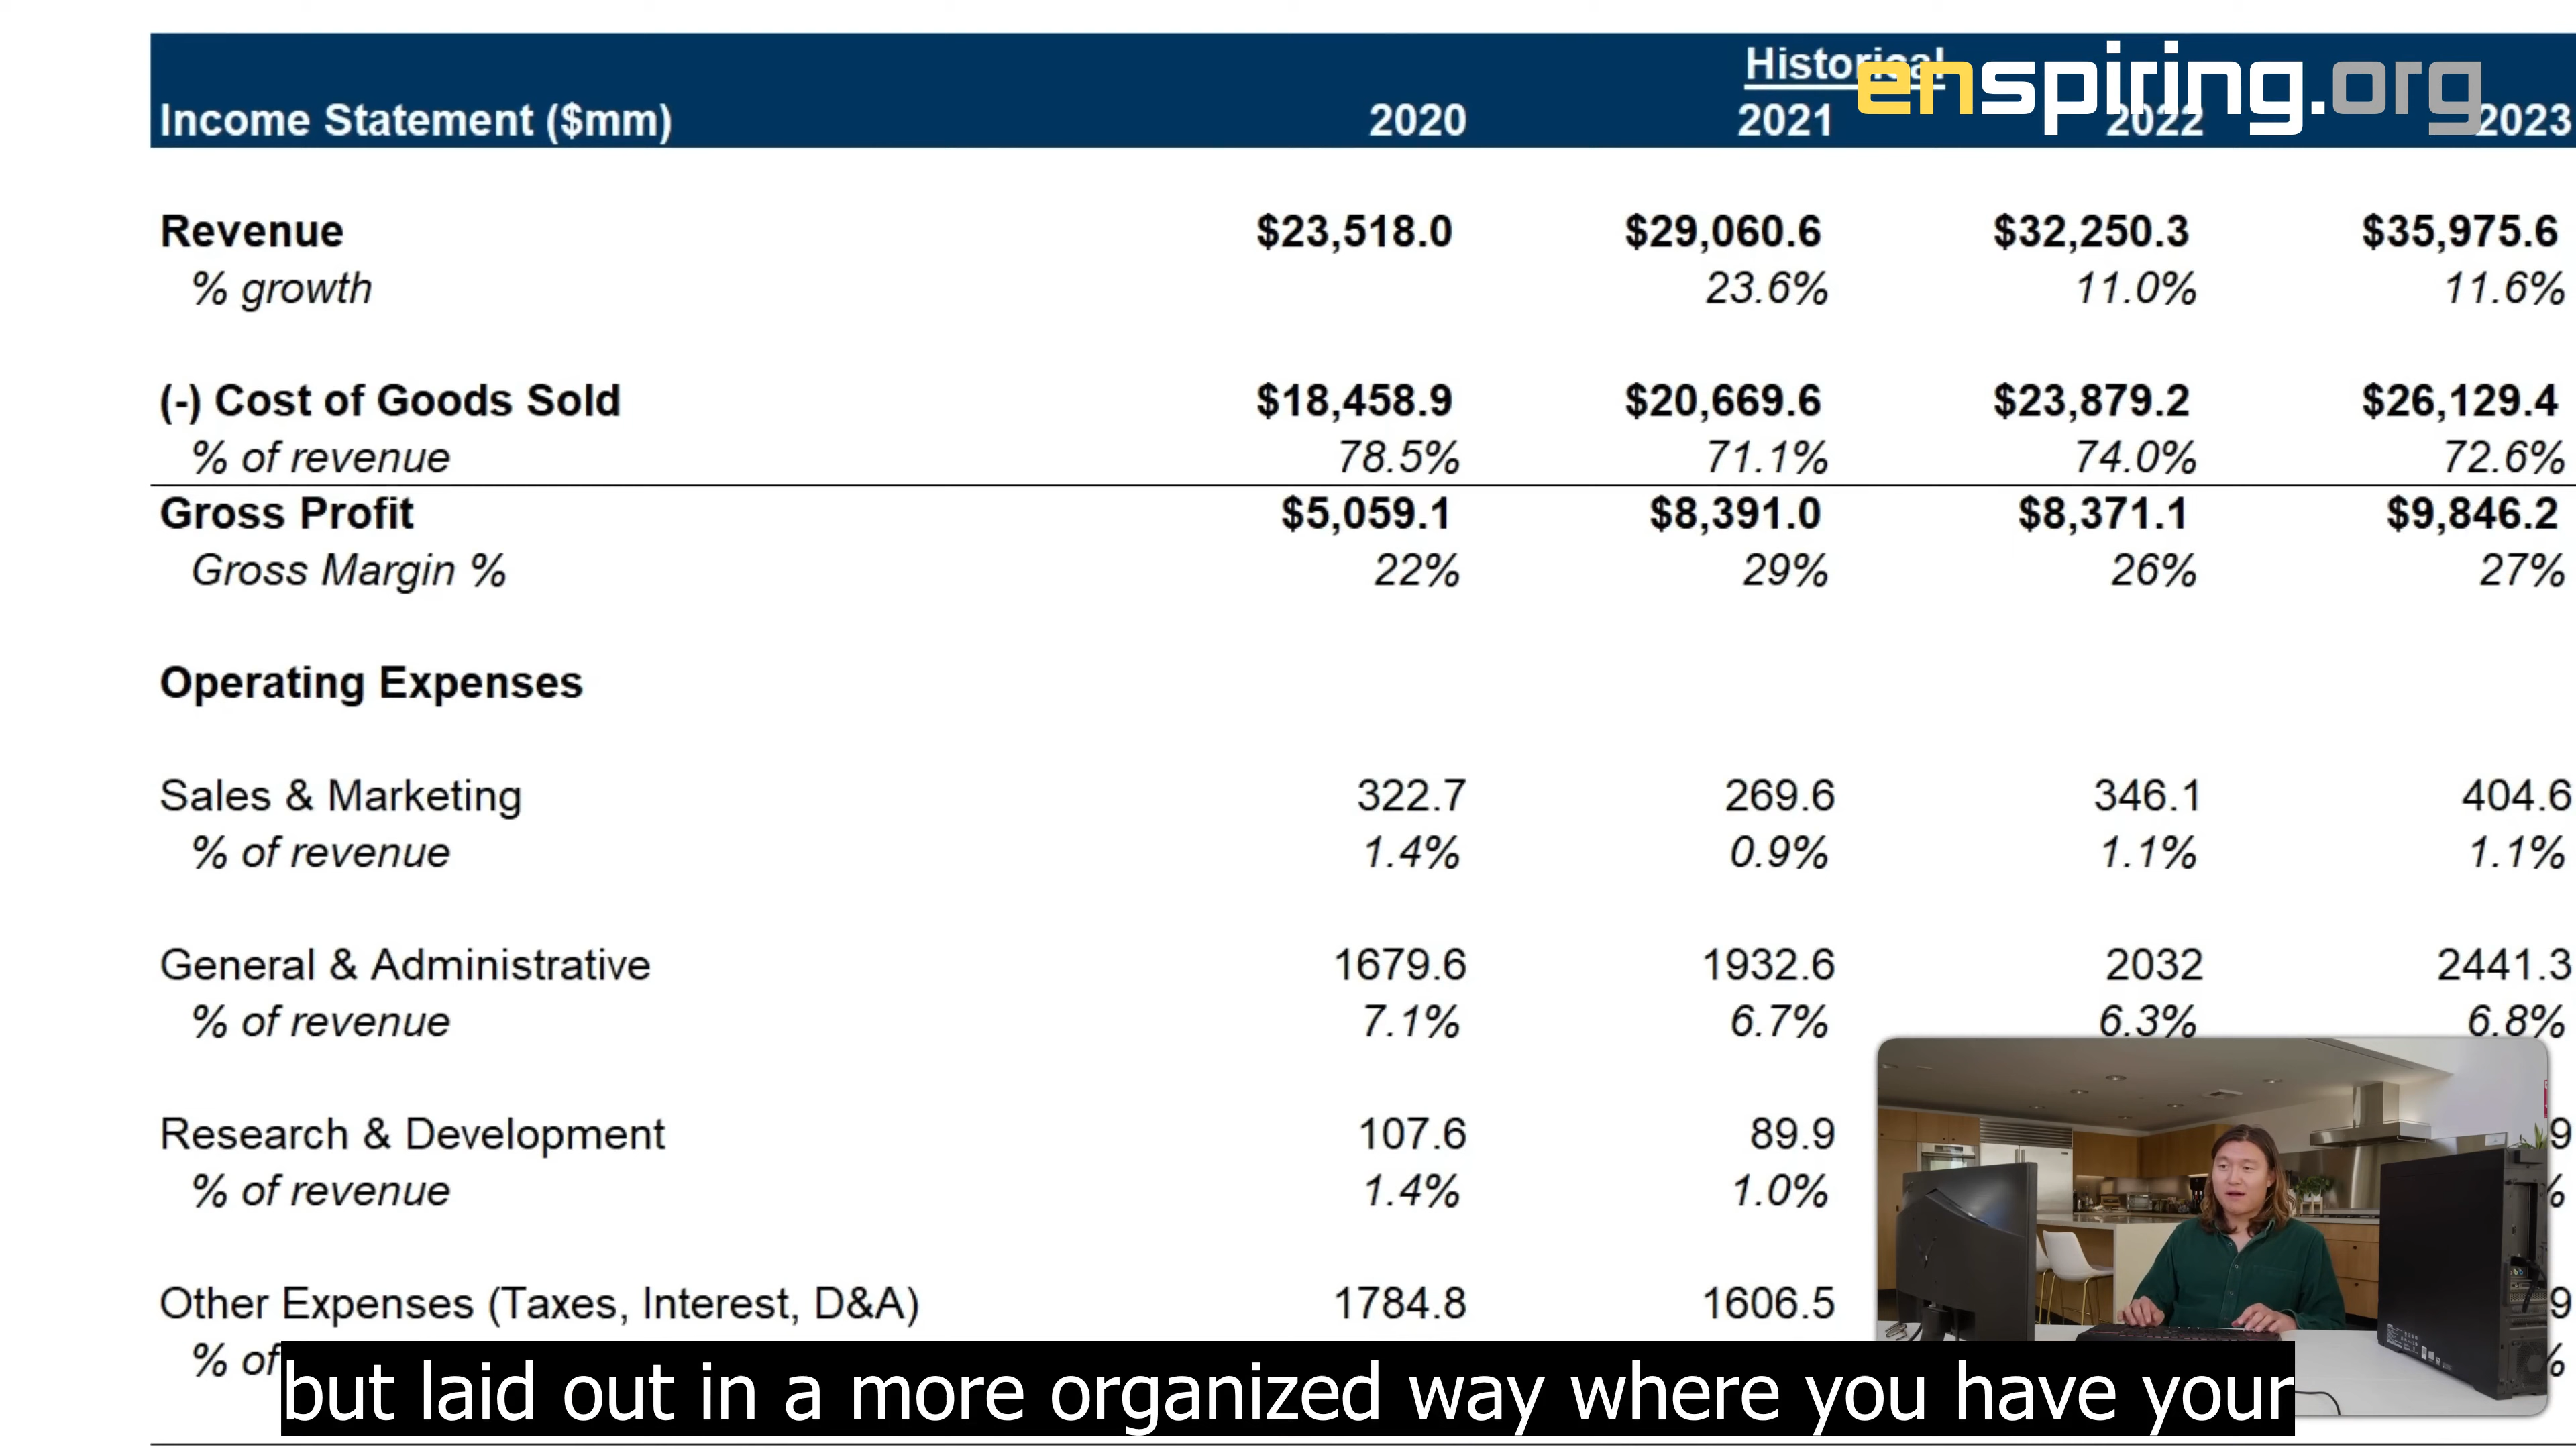 Historical
enspiring.org
Income Statement ($mm) 2020 2021 2022 2023
Revenue $23,518.0 $29,060.6 $32,250.3 $35,975.6
% growth 23.6% 11.0% 11.6%
(-) Cost of Goods Sold $18,458.9 $20,669.6 $23,879.2 $26,129.4
% of revenue 78.5% 71.1% 74.0% 72.6%
Gross Profit $5,059.1 $8,391.0 $8,371.1 $9,846.2
Gross Margin % 22% 29% 26% 27%
Operating Expenses
Sales & Marketing 322.7 269.6 346.1 404.6
% of revenue 1.4% 0.9% 1.1% 1.1%
General & Administrative 1679.6 1932.6 2032 2441.3
% of revenue 7.1% 6.7% 6.3% 6.8%
Research & Development 107.6 89.9 9
% of revenue 1.4% 1.0% %
Other Expenses (Taxes, Interest, D&A) 1784.8 1606.5 9
% of %
but laid out in a more organized way where you have your